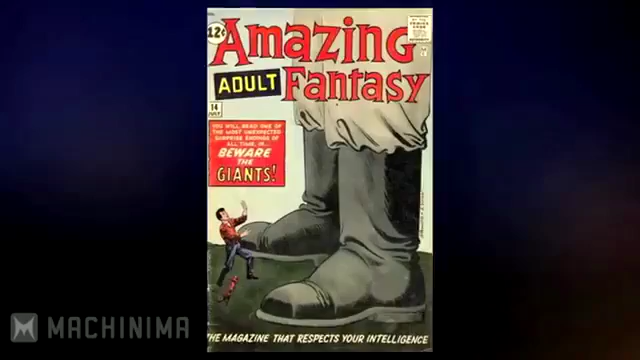 12¢
Amazing
ADULT Fantasy
14
JULY
YOU WILL READ ONE OF
THE MOST UNEXPECTED
SURPRISE ENDINGS OF
ALL TIME, IN...
BEWARE
THE
GIANTS!
THE MAGAZINE THAT RESPECTS YOUR INTELLIGENCE
MACHINIMA